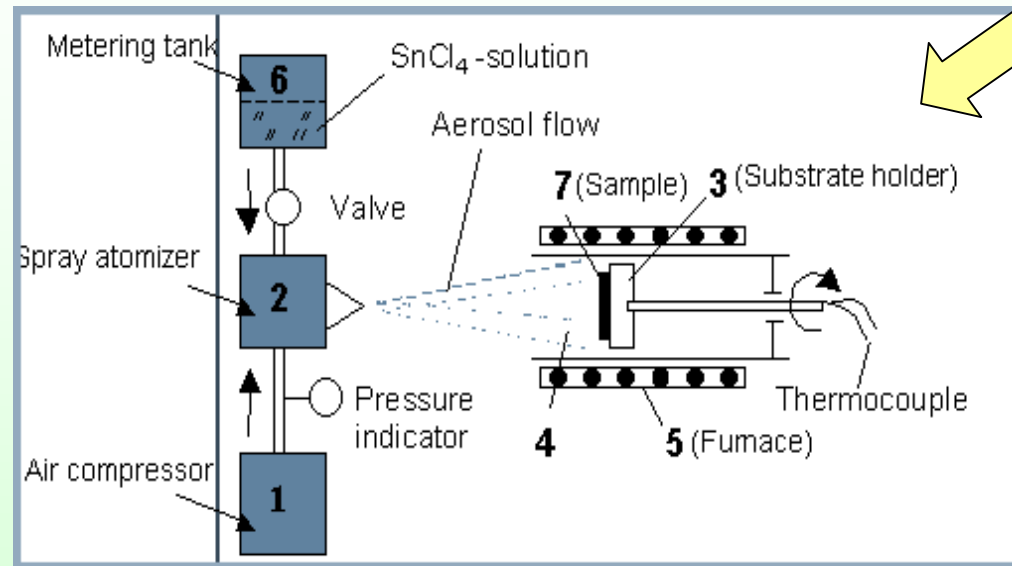 Metering tank
6
SnCl₄-solution
Aerosol flow
7 (Sample)
3 (Substrate holder)
Valve
Spray atomizer
2
Pressure
indicator
4
5 (Furnace)
Thermocouple
Air compressor
1